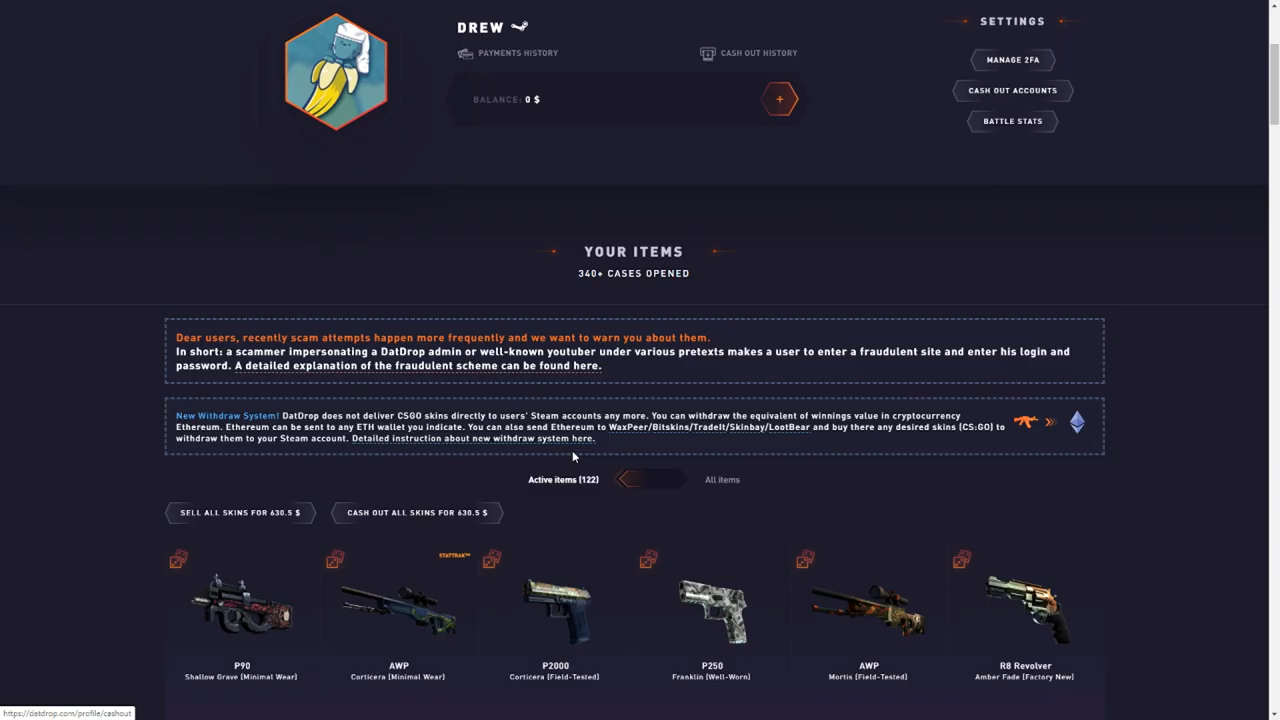 DREW
SETTINGS
PAYMENTS HISTORY
CASH OUT HISTORY
MANAGE 2FA
BALANCE: 0 $
+
CASH OUT ACCOUNTS
BATTLE STATS
YOUR ITEMS
340+ CASES OPENED
Dear users, recently scam attempts happen more frequently and we want to warn you about them.
In short: a scammer impersonating a DatDrop admin or well-known youtuber under various pretexts makes a user to enter a fraudulent site and enter his login and
password. A detailed explanation of the fraudulent scheme can be found here.
New Withdraw System! DatDrop does not deliver CSGO skins directly to users' Steam accounts any more. You can withdraw the equivalent of winnings value in cryptocurrency
Ethereum. Ethereum can be sent to any ETH wallet you indicate. You can also send Ethereum to WaxPeer/Bitskins/TradeIt/Skinbay/LootBear and buy there any desired skins (CS:GO) to
withdraw them to your Steam account. Detailed instruction about new withdraw system here.
Active items (122)
All items
SELL ALL SKINS FOR 630.5 $
CASH OUT ALL SKINS FOR 630.5 $
STATTRAK™
P90
Shallow Grave (Minimal Wear)
AWP
Corticera (Minimal Wear)
P2000
Corticera (Field-Tested)
P250
Franklin (Well-Worn)
AWP
Mortis (Field-Tested)
R8 Revolver
Amber Fade (Factory New)
https://datdrop.com/profile/cashout